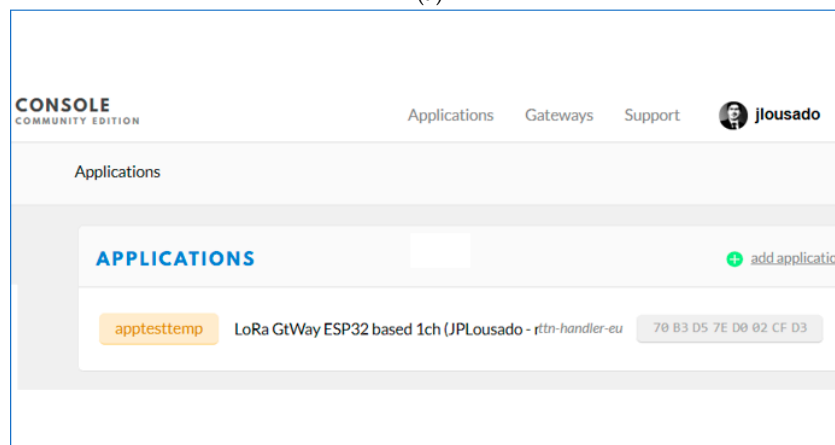 CONSOLE
COMMUNITY EDITION
Applications Gateways Support jlousado
Applications
APPLICATIONS
add applicatio
apptesttemp LoRa GtWay ESP32 based 1ch (JPLousado - ttn-handler-eu 70 B3 D5 7E D0 02 CF D3